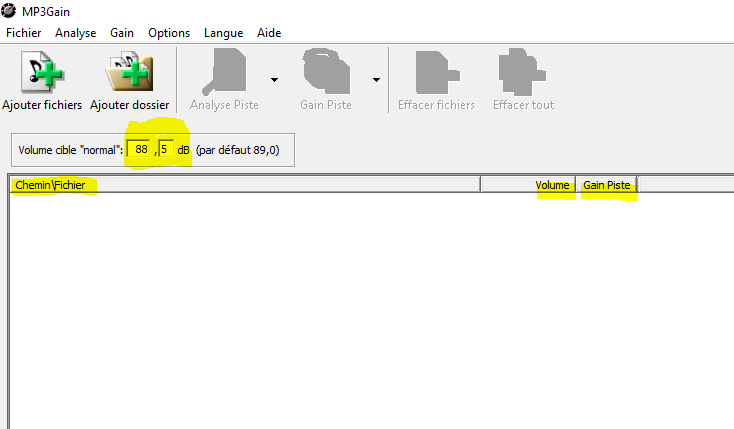 MP3Gain
Fichier Analyse Gain Options Langue Aide
Ajouter fichiers Ajouter dossier Analyse Piste Gain Piste Effacer fichiers Effacer tout
Volume cible "normal": 88 ,5 dB (par défaut 89,0)
Chemin\Fichier Volume Gain Piste